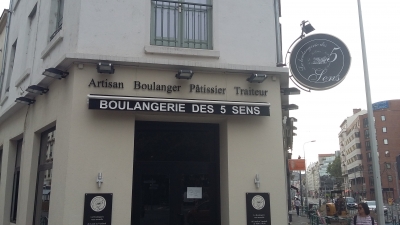 Artisan Boulanger Pâtissier Traiteur
BOULANGERIE DES 5 SENS
5
Sens